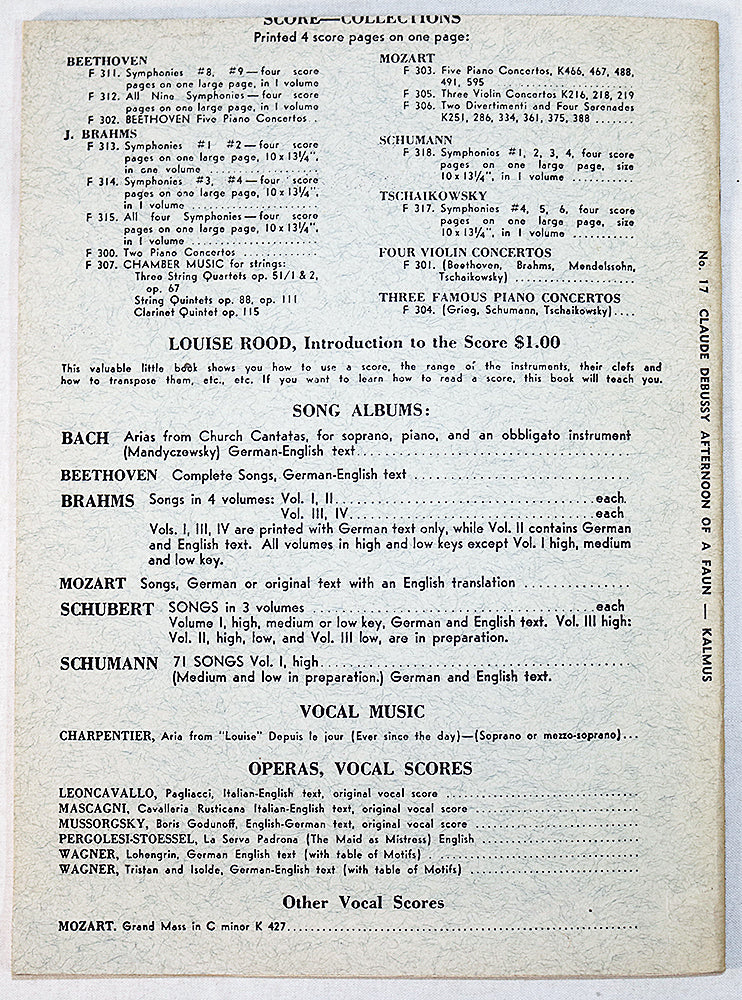 SCORE—COLLECTIONS
Printed 4 score pages on one page:
BEETHOVEN
F 311. Symphonies #8, #9—four score
pages on one large page, in 1 volume
F 312. All Nine Symphonies—four score
pages on one large page, in 1 volume
F 302. BEETHOVEN Five Piano Concertos .
J. BRAHMS
F 313. Symphonies #1 #2—four score
pages on one large page, 10 x 13¼",
in one volume ..................
F 314. Symphonies #3, #4—four score
pages on one large page, 10 x 13¼",
in 1 volume ....................
F 315. All four Symphonies—four score
pages on one large page, 10 x 13¼",
in 1 volume ....................
F 300. Two Piano Concertos ............
F 307. CHAMBER MUSIC for strings:
Three String Quartets op. 51/1 & 2,
op. 67
String Quintets op. 88, op. 111
Clarinet Quintet op. 115
MOZART
F 303. Five Piano Concertos, K466, 467, 488,
491, 595 ................
F 305. Three Violin Concertos K216, 218, 219
F 306. Two Divertimenti and Four Serenades
K251, 286, 334, 361, 375, 388 .......
SCHUMANN
F 318. Symphonies #1, 2, 3, 4, four score
pages on one large page, size
10 x 13¼", in 1 volume ..........
TSCHAIKOWSKY
F 317. Symphonies #4, 5, 6, four score
pages on one large page, size
10 x 13¼", in 1 volume ..........
FOUR VIOLIN CONCERTOS
F 301. (Beethoven, Brahms, Mendelssohn,
Tschaikowsky) ...................
THREE FAMOUS PIANO CONCERTOS
F 304. (Grieg, Schumann, Tschaikowsky)....
LOUISE ROOD, Introduction to the Score $1.00
This valuable little book shows you how to use a score, the range of the instruments, their clefs and
how to transpose them, etc., etc. If you want to learn how to read a score, this book will teach you.
SONG ALBUMS:
BACH Arias from Church Cantatas, for soprano, piano, and an obbligato instrument
(Mandyczewsky) German-English text......................................
BEETHOVEN Complete Songs, German-English text ..............................
BRAHMS Songs in 4 volumes: Vol. I, II....................................each.
Vol. III, IV..................................each
Vols. I, III, IV are printed with German text only, while Vol. II contains German
and English text. All volumes in high and low keys except Vol. I high, medium
and low key.
MOZART Songs, German or original text with an English translation ..............
SCHUBERT SONGS in 3 volumes ......................................each
Volume I, high, medium or low key, German and English text. Vol. III high:
Vol. II, high, low, and Vol. III low, are in preparation.
SCHUMANN 71 SONGS Vol. I, high..........................................
(Medium and low in preparation.) German and English text.
VOCAL MUSIC
CHARPENTIER, Aria from "Louise" Depuis le jour (Ever since the day)—(Soprano or mezzo-soprano)...
OPERAS, VOCAL SCORES
LEONCAVALLO, Pagliacci, Italian-English text, original vocal score ..............................
MASCAGNI, Cavalleria Rusticana Italian-English text, original vocal score ..........................
MUSSORGSKY, Boris Godunoff, English-German text, original vocal score .........................
PERGOLESI-STOESSEL, La Serva Padrona (The Maid as Mistress) English ........................
WAGNER, Lohengrin, German English text (with table of Motifs) ..............................
WAGNER, Tristan and Isolde, German-English text (with table of Motifs) .........................
Other Vocal Scores
MOZART. Grand Mass in C minor K 427.....................................................
No. 17 CLAUDE DEBUSSY AFTERNOON OF A FAUN — KALMUS